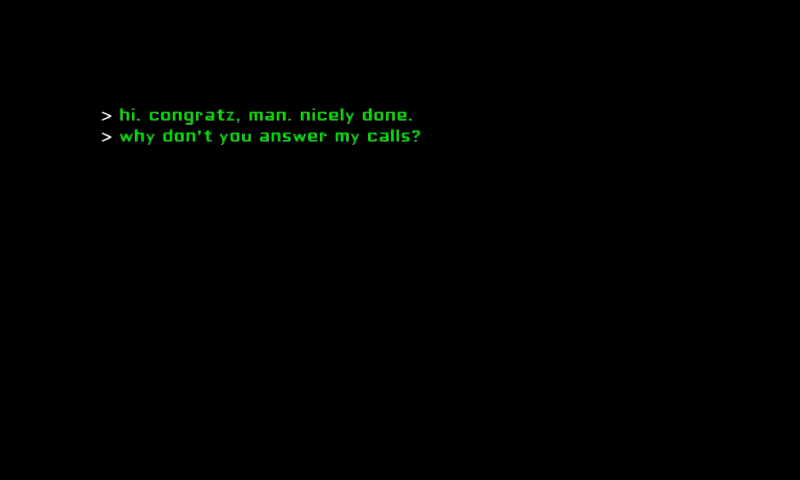 > hi. congratz, man. nicely done.
> why don't you answer my calls?